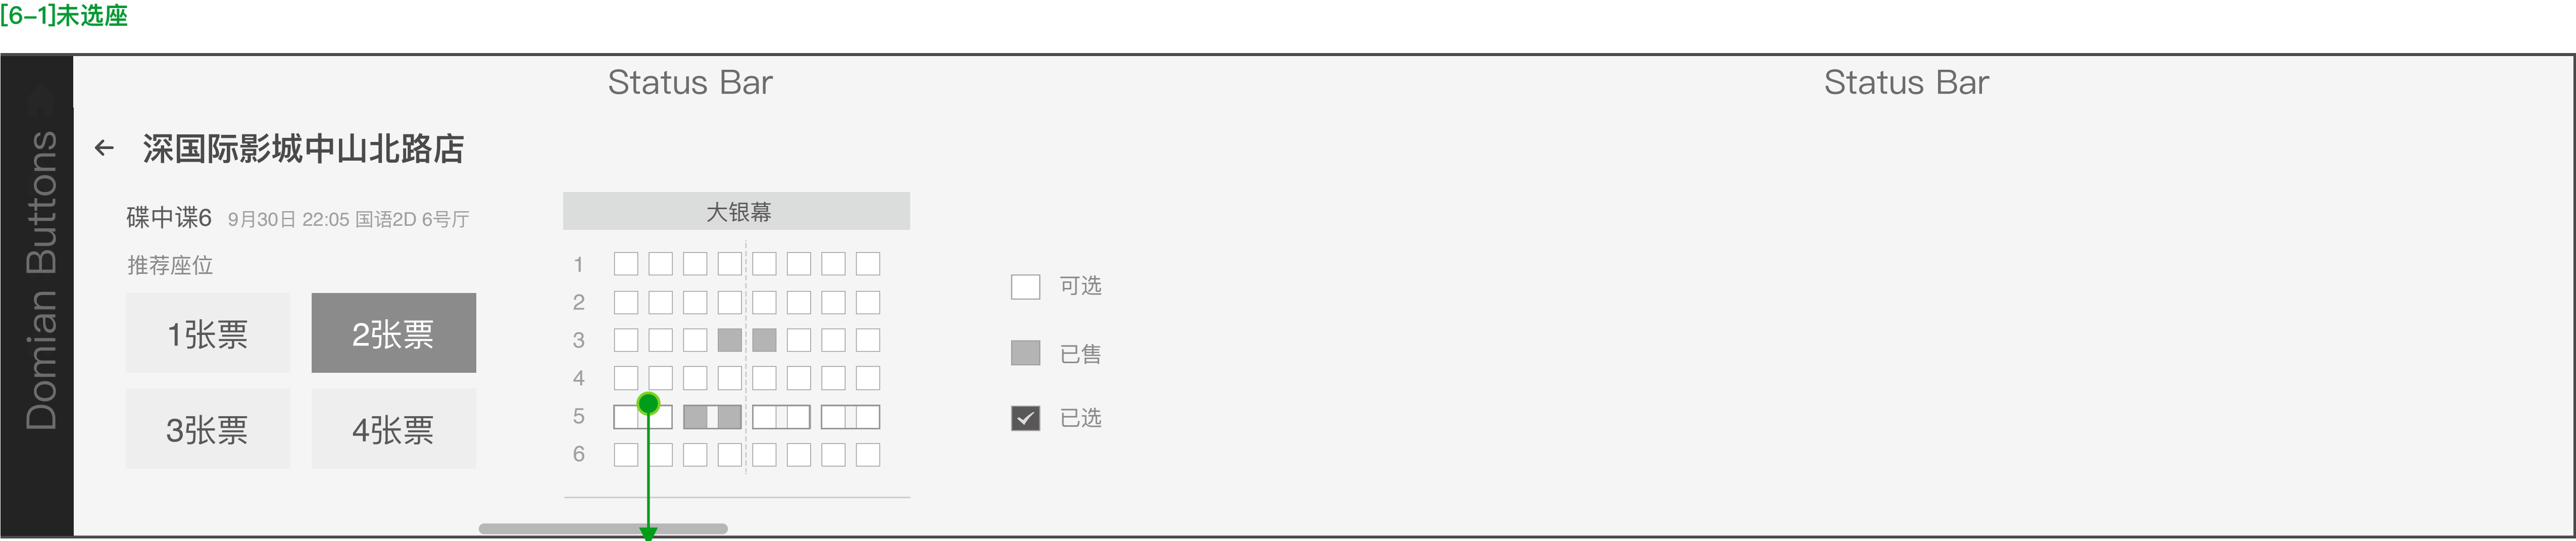 [6-1]未选座
Status Bar
Status Bar
Domian Buttons
深国际影城中山北路店
碟中谍6 9月30日 22:05 国语2D 6号厅
推荐座位
1张票
2张票
3张票
4张票
大银幕
1
2
3
4
5
6
可选
已售
已选